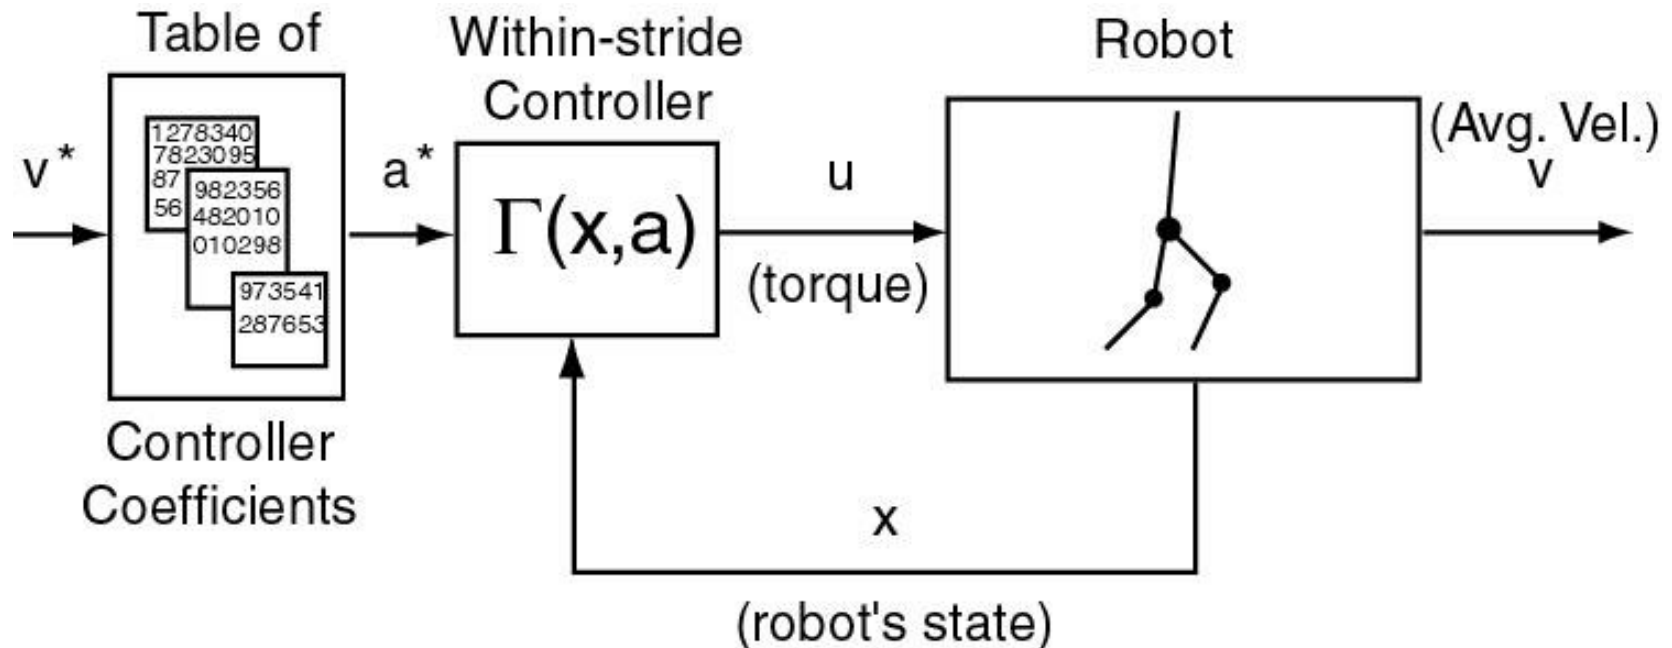 Table of
1278340
7823095
87
56
982356
482010
010298
973541
287653
Controller
Coefficients
v*
a*
Within-stride
Controller
Γ(x,a)
u
(torque)
Robot
(Avg. Vel.)
v
x
(robot's state)